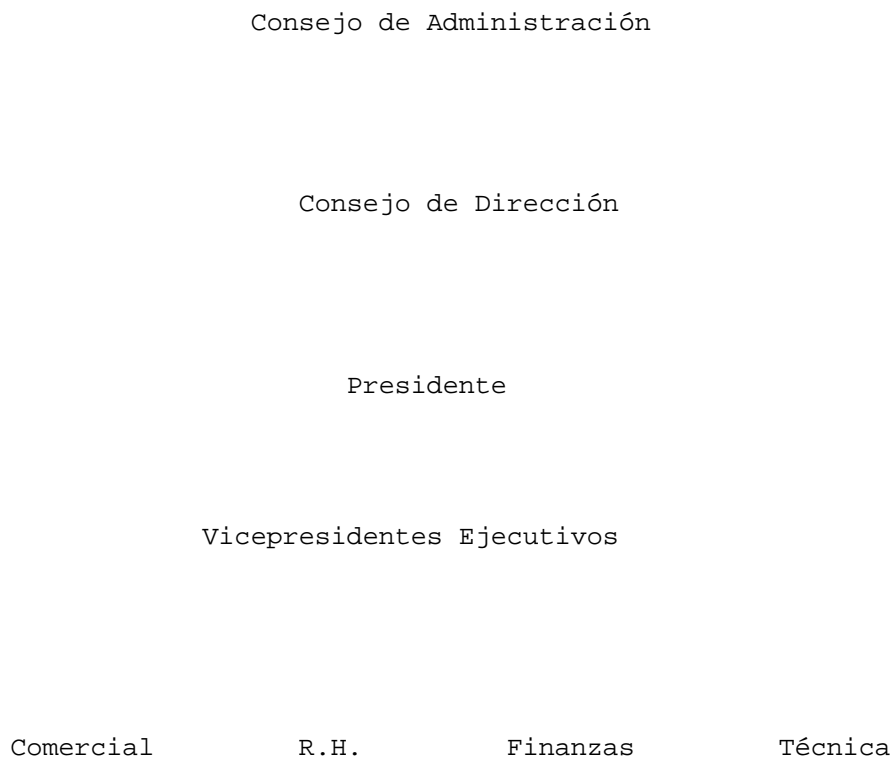 Consejo de Administración
Consejo de Dirección
Presidente
Vicepresidentes Ejecutivos
Comercial R.H. Finanzas Técnica